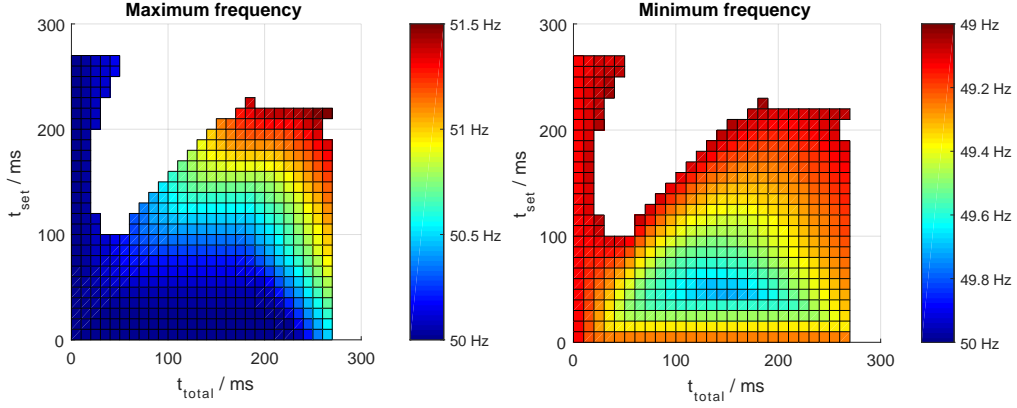 Maximum frequency
300
200
100
0
t_set / ms
0
100
200
300
t_total / ms
51.5 Hz
51 Hz
50.5 Hz
50 Hz
Minimum frequency
300
200
100
0
t_set / ms
0
100
200
300
t_total / ms
49 Hz
49.2 Hz
49.4 Hz
49.6 Hz
49.8 Hz
50 Hz